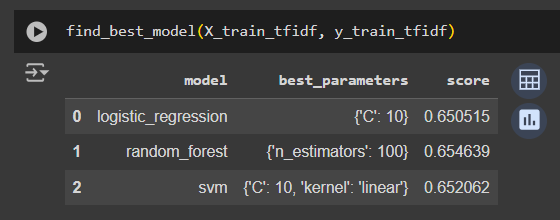 find_best_model(X_train_tfidf, y_train_tfidf)
model best_parameters score
0 logistic_regression {'C': 10} 0.650515
1 random_forest {'n_estimators': 100} 0.654639
2 svm {'C': 10, 'kernel': 'linear'} 0.652062